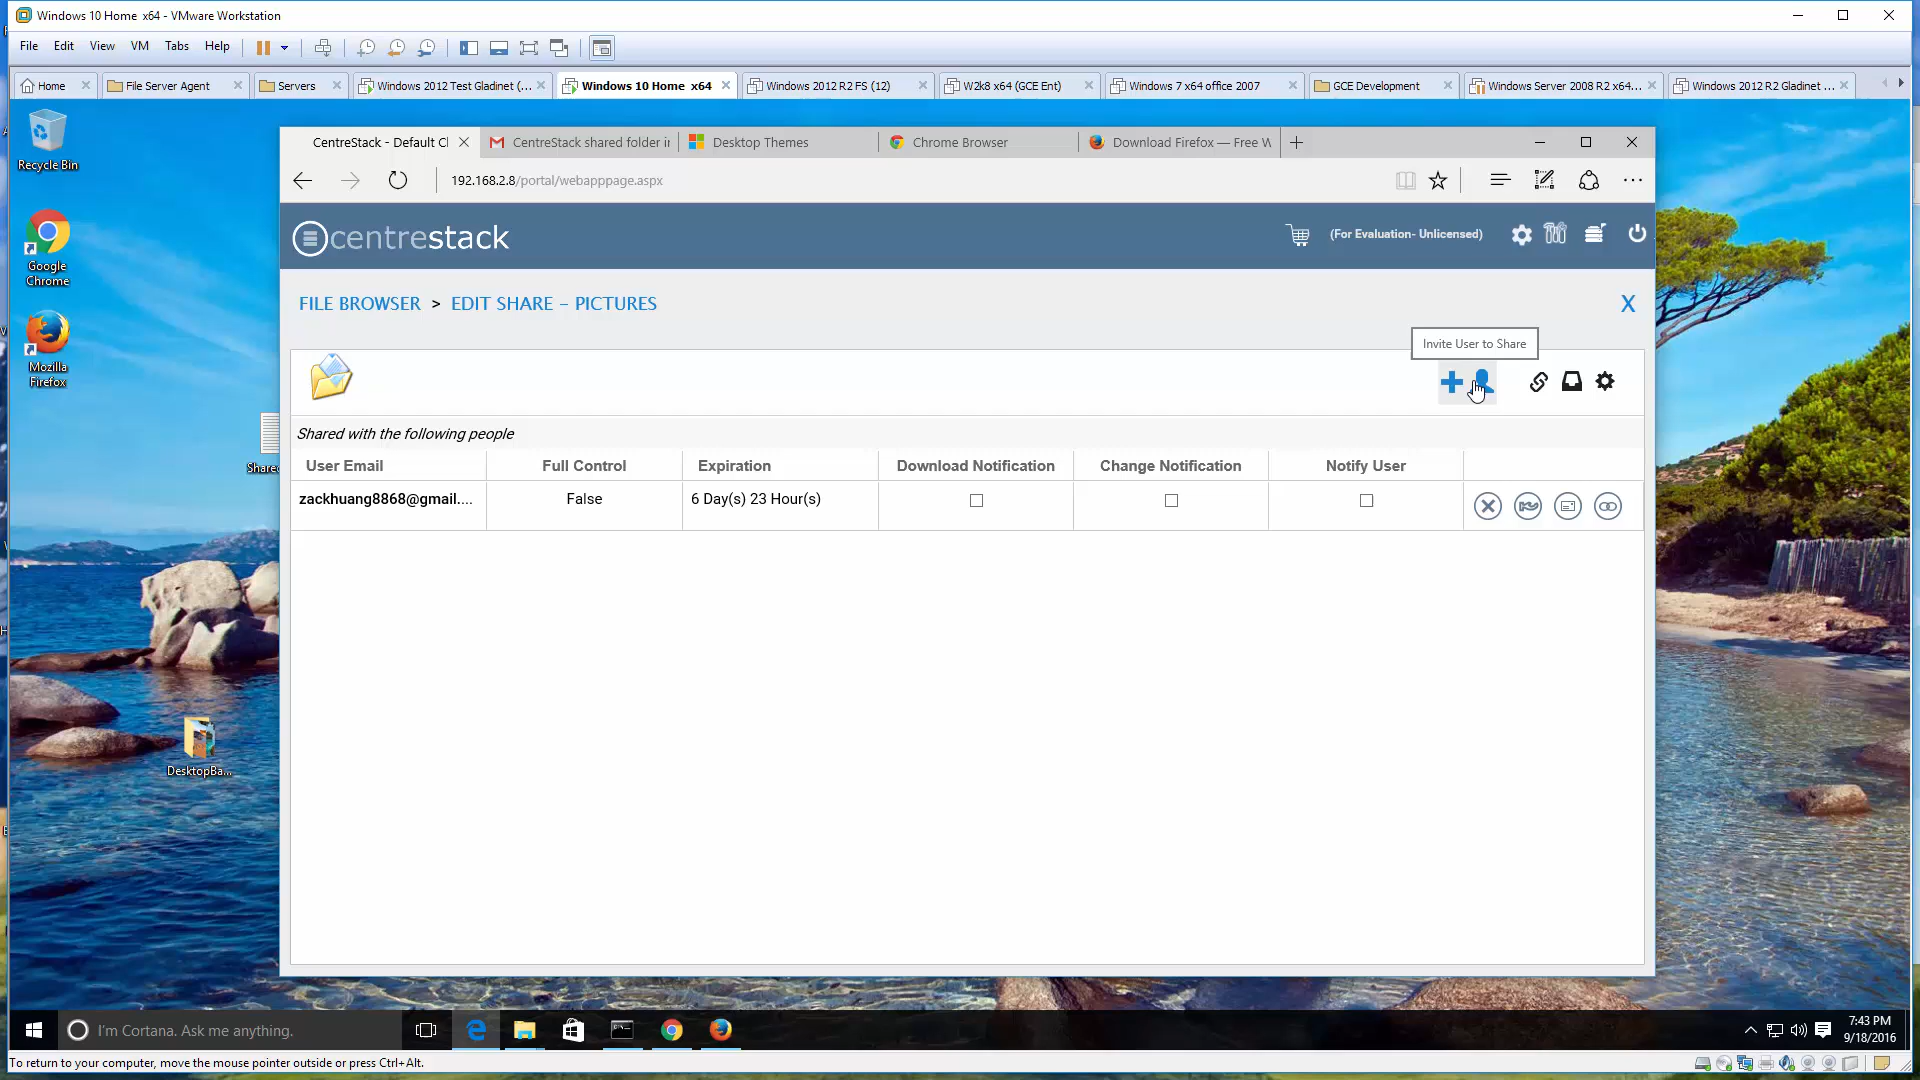 Windows 10 Home x64 - VMware Workstation
File Edit View VM Tabs Help
Home File Server Agent Servers Windows 2012 Test Gladinet (... Windows 10 Home x64 Windows 2012 R2 FS (12) W2k8 x64 (GCE Ent) Windows 7 x64 office 2007 GCE Development Windows Server 2008 R2 x64... Windows 2012 R2 Gladinet ...
Recycle Bin
Google
Chrome
Mozilla
Firefox
Shared
DesktopBa...
CentreStack - Default Cl CentreStack shared folder in Desktop Themes Chrome Browser Download Firefox — Free W
192.168.2.8/portal/webapppage.aspx
centrestack
(For Evaluation- Unlicensed)
FILE BROWSER > EDIT SHARE – PICTURES X
Invite User to Share
Shared with the following people
User Email Full Control Expiration Download Notification Change Notification Notify User
zackhuang8868@gmail.... False 6 Day(s) 23 Hour(s)
I'm Cortana. Ask me anything.
7:43 PM
9/18/2016
To return to your computer, move the mouse pointer outside or press Ctrl+Alt.